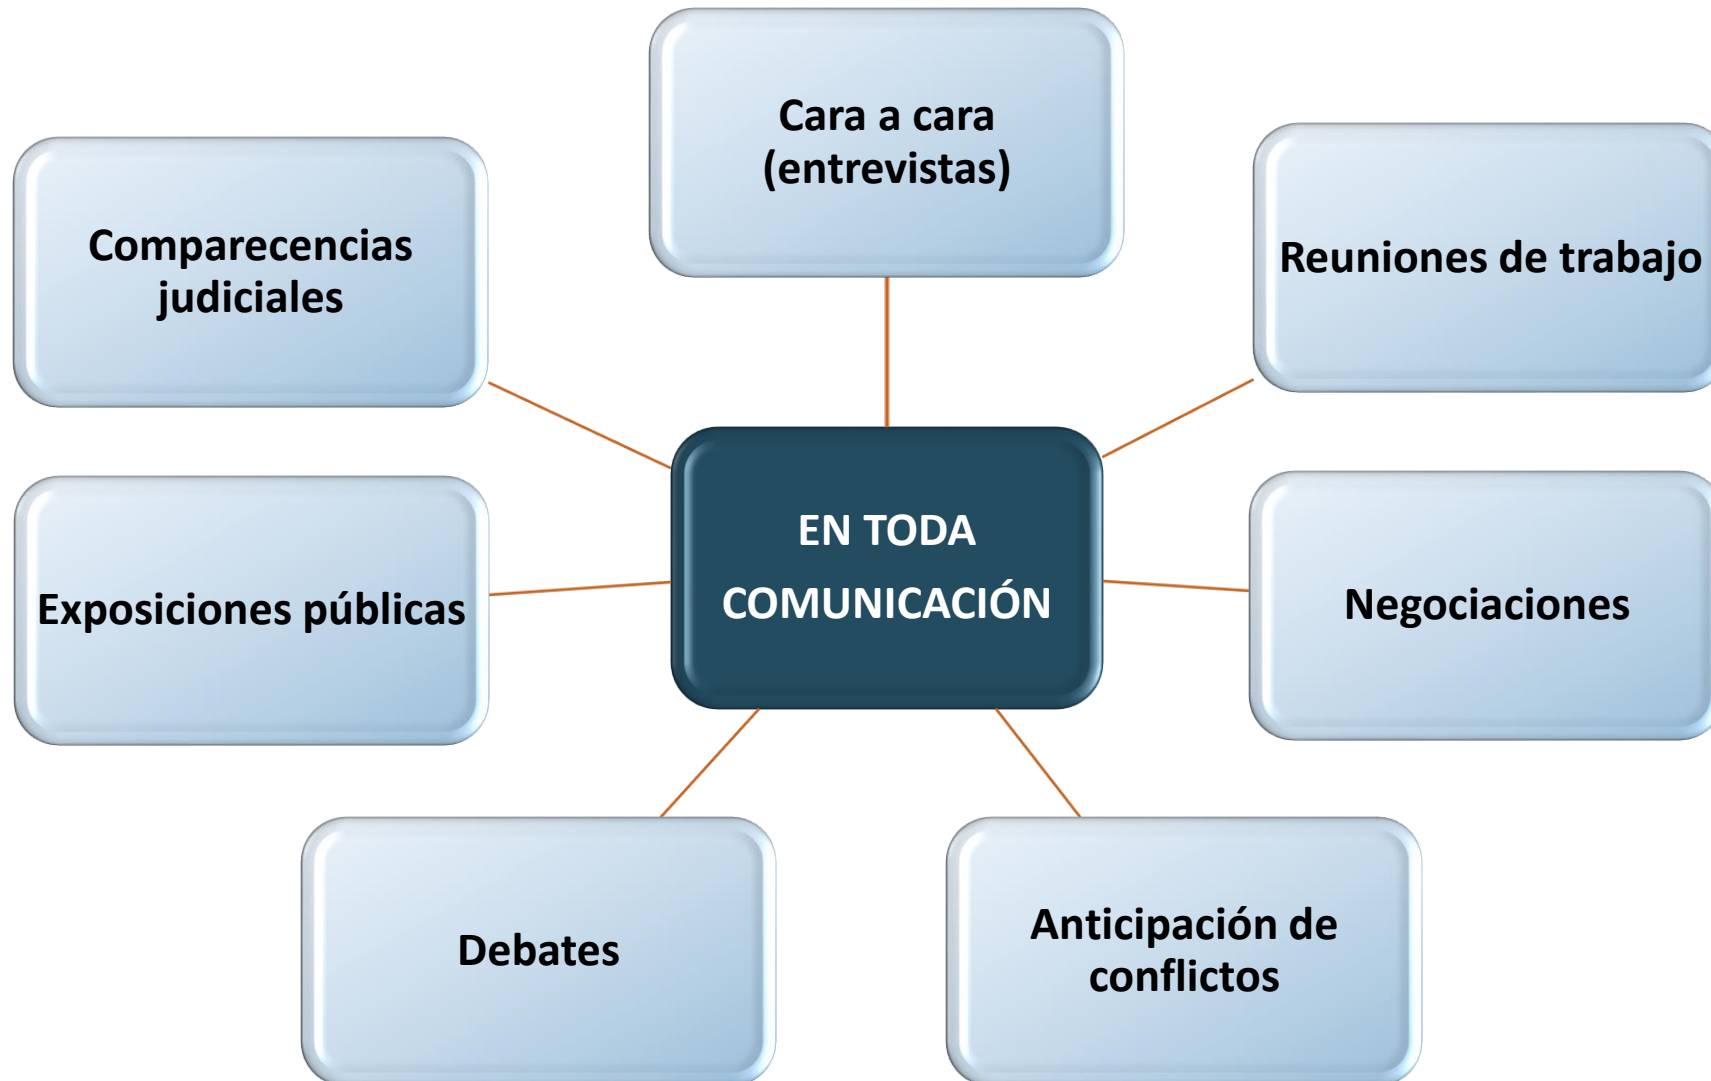 Cara a cara
(entrevistas)
Comparecencias
judiciales
Reuniones de trabajo
EN TODA
COMUNICACIÓN
Exposiciones públicas
Negociaciones
Debates
Anticipación de
conflictos